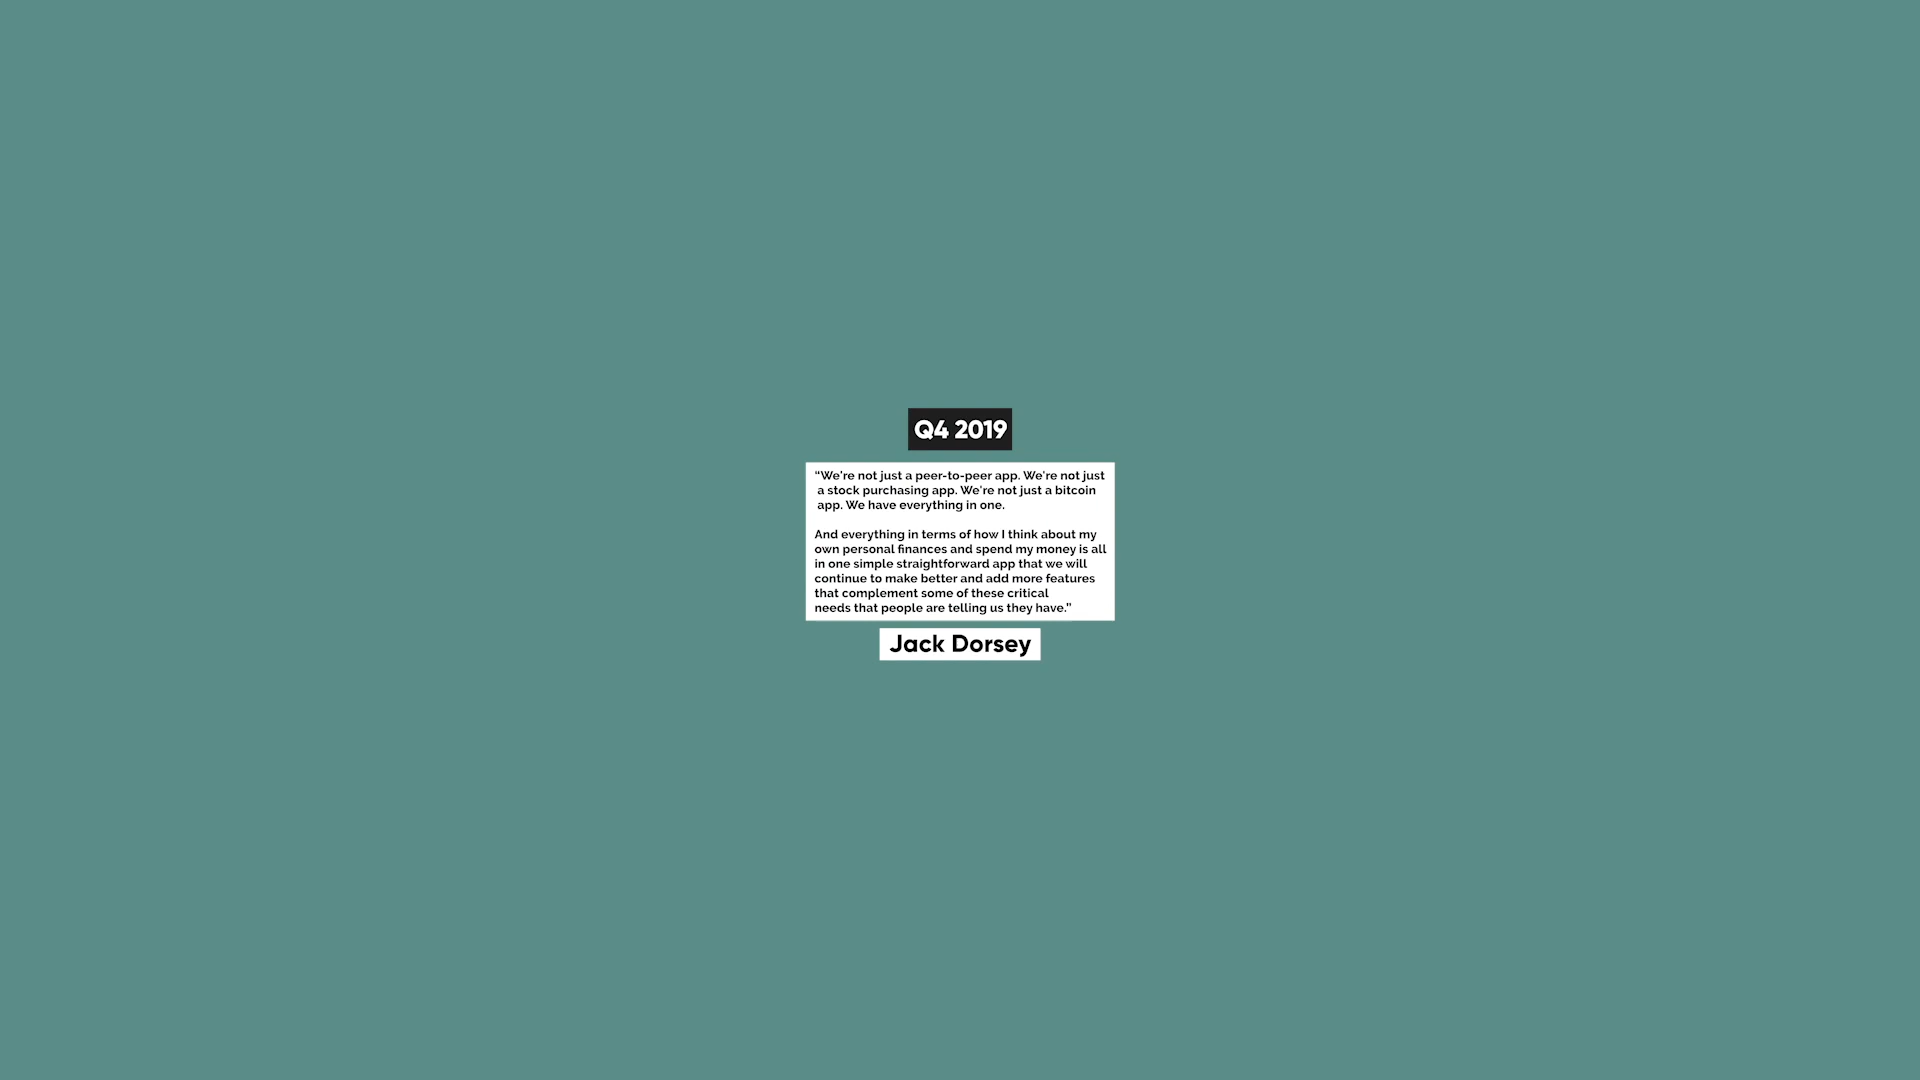 Q4 2019
“We're not just a peer-to-peer app. We're not just
a stock purchasing app. We're not just a bitcoin
app. We have everything in one.
And everything in terms of how I think about my
own personal finances and spend my money is all
in one simple straightforward app that we will
continue to make better and add more features
that complement some of these critical
needs that people are telling us they have.”
Jack Dorsey